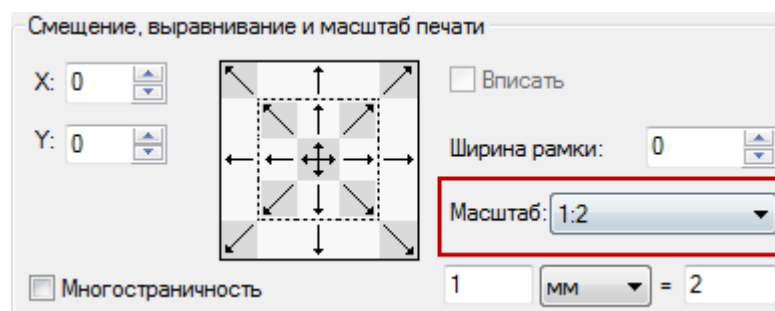 Смещение, выравнивание и масштаб печати
X: 0
Вписать
Y: 0
Ширина рамки: 0
Масштаб: 1:2
Многостраничность
1 мм = 2